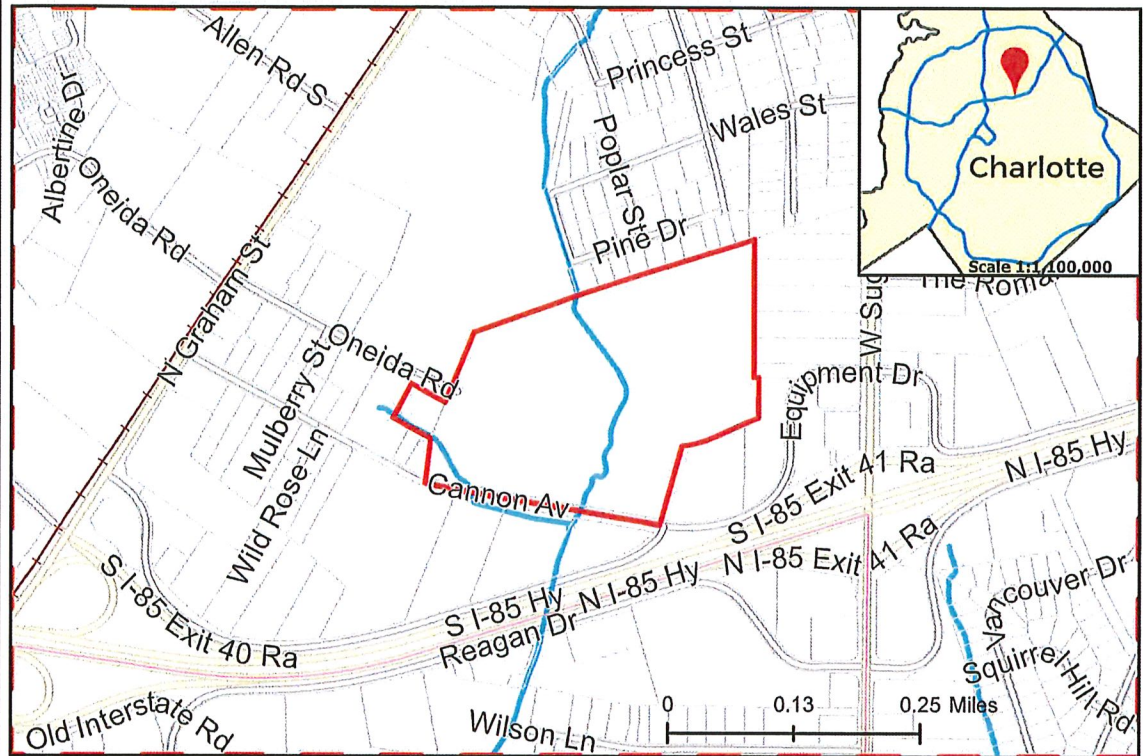 Allen Rd S
Princess St
Wales St
Albertine Dr
Oneida Rd
Poplar St
Pine Dr
N Graham St
Charlotte
Scale 1:1,100,000
The Roma
W Sug
Oneida Rd
Mulberry St
Equipment Dr
Wild Rose Ln
Cannon Av
S I-85 Exit 41 Ra
N I-85 Hy
N I-85 Exit 41 Ra
S I-85 Hy
N I-85 Hy
Reagan Dr
S I-85 Exit 40 Ra
Vancouver Dr
Squirrel Hill Rd
Old Interstate Rd
Wilson Ln
0 0.13 0.25 Miles